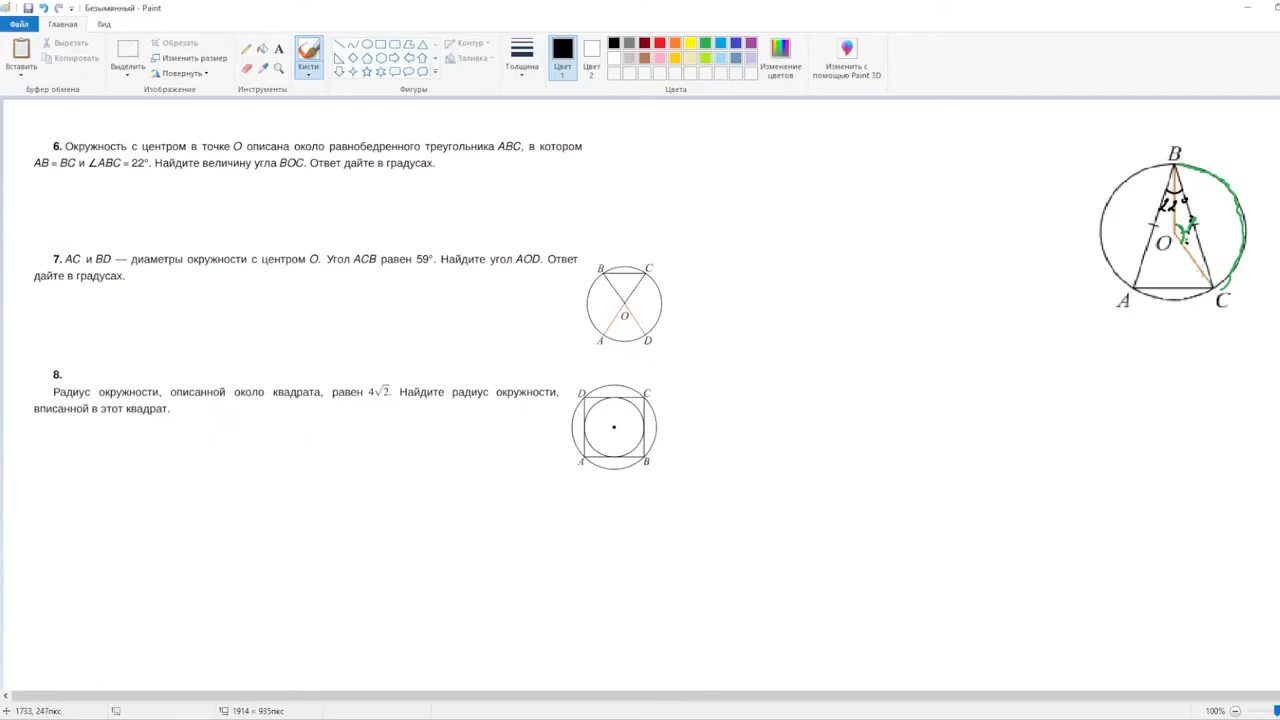 Безымянный - Paint
Файл
Главная
Вид
Вставить
Вырезать
Копировать
Буфер обмена
Выделить
Обрезать
Изменить размер
Повернуть
Изображение
Инструменты
Кисти
Контур
Заливка
Фигуры
Толщина
Цвет 1
Цвет 2
Изменение цветов
Изменить с помощью Paint 3D
Цвета
6. Окружность с центром в точке O описана около равнобедренного треугольника ABC, в котором
AB = BC и ∠ABC = 22°. Найдите величину угла BOC. Ответ дайте в градусах.
B
22°
?
O
A
C
7. AC и BD — диаметры окружности с центром O. Угол ACB равен 59°. Найдите угол AOD. Ответ
дайте в градусах.
B C
O
A D
8.
Радиус окружности, описанной около квадрата, равен 4√2. Найдите радиус окружности,
вписанной в этот квадрат.
D C
A B
1733, 247пкс
1914 × 935пкс
100%